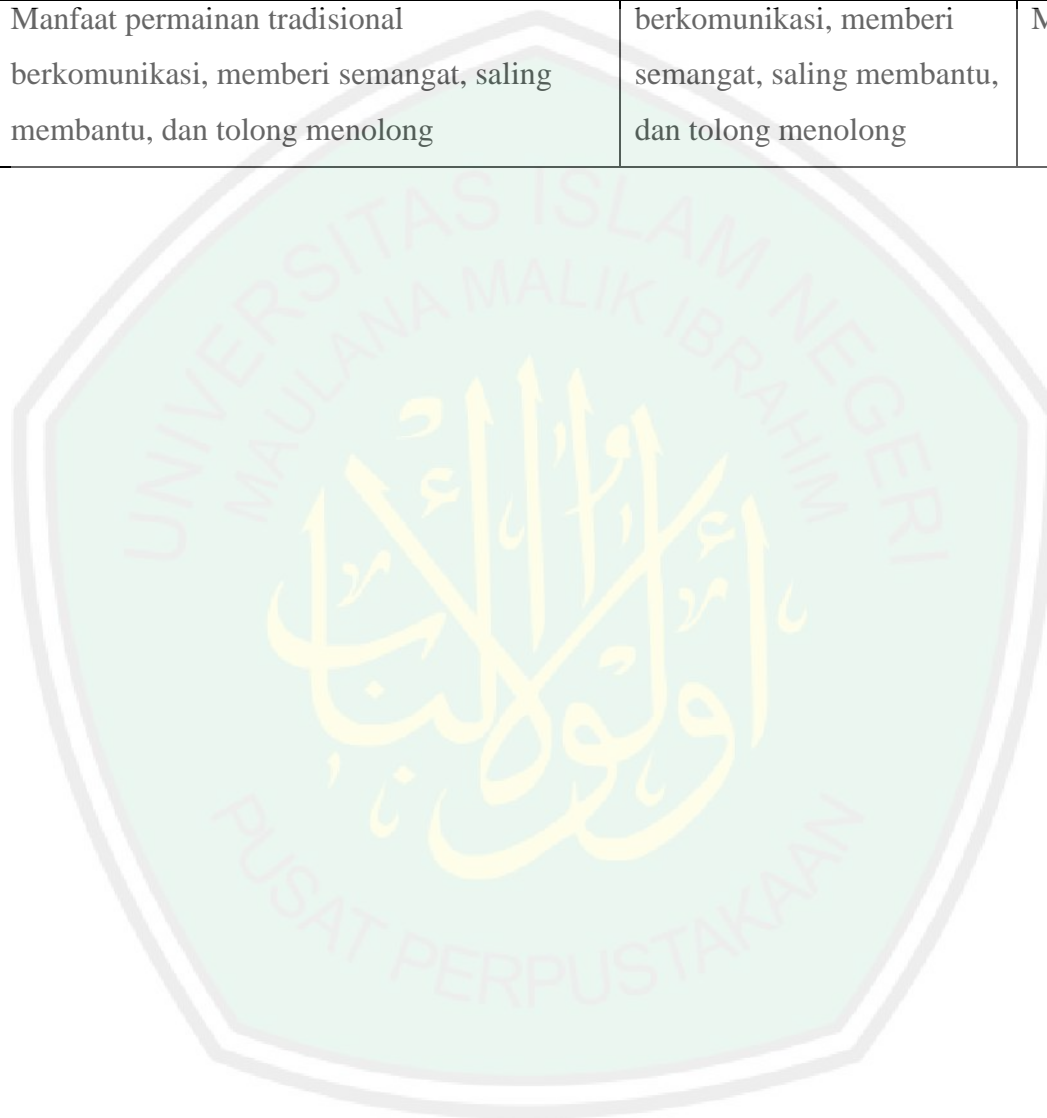 Manfaat permainan tradisional
berkomunikasi, memberi semangat, saling
membantu, dan tolong menolong
berkomunikasi, memberi
semangat, saling membantu,
dan tolong menolong
M
UNIVERSITAS ISLAM NEGERI
MAULANA MALIK IBRAHIM
أولوا الألباب
PUSAT PERPUSTAKAAN